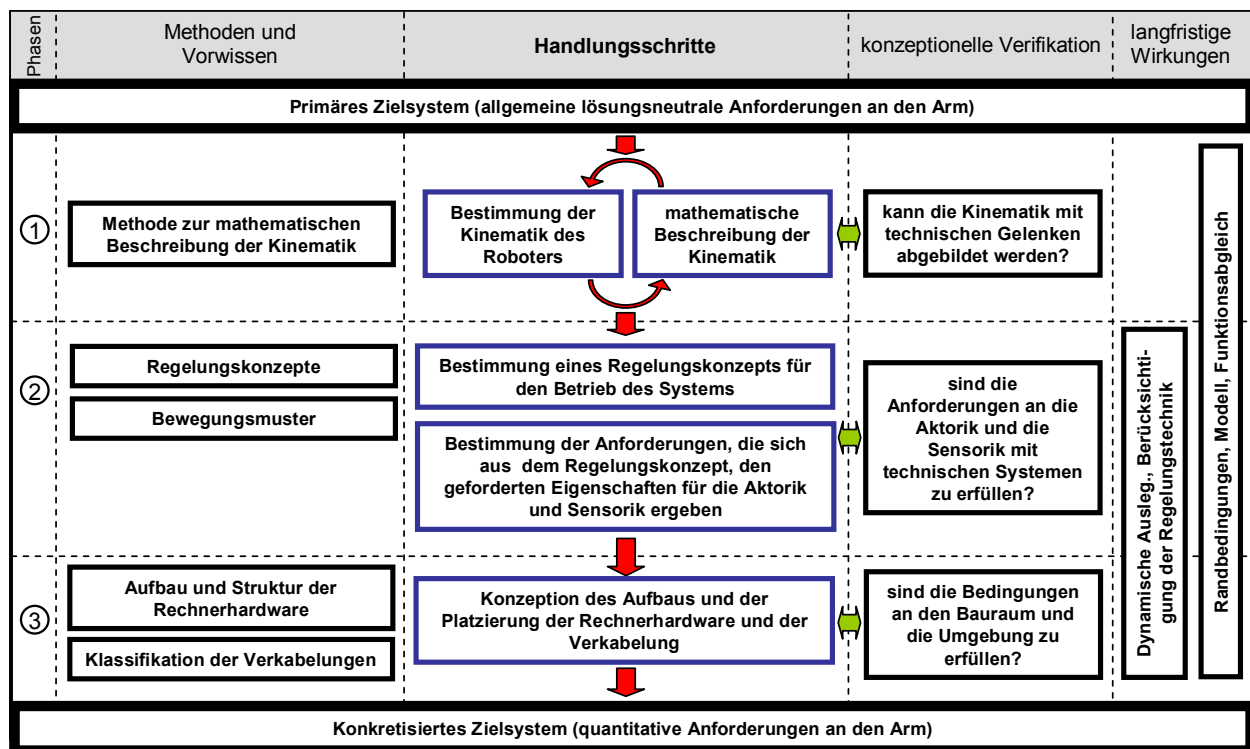 Phasen
Methoden und
Vorwissen
Handlungsschritte
konzeptionelle Verifikation
langfristige
Wirkungen
Primäres Zielsystem (allgemeine lösungsneutrale Anforderungen an den Arm)
1
Methode zur mathematischen
Beschreibung der Kinematik
Bestimmung der
Kinematik des
Roboters
mathematische
Beschreibung der
Kinematik
kann die Kinematik mit
technischen Gelenken
abgebildet werden?
2
Regelungskonzepte
Bewegungsmuster
Bestimmung eines Regelungskonzepts für
den Betrieb des Systems
Bestimmung der Anforderungen, die sich
aus dem Regelungskonzept, den
geforderten Eigenschaften für die Aktorik
und Sensorik ergeben
sind die
Anforderungen an die
Aktorik und die
Sensorik mit
technischen Systemen
zu erfüllen?
3
Aufbau und Struktur der
Rechnerhardware
Klassifikation der Verkabelungen
Konzeption des Aufbaus und der
Platzierung der Rechnerhardware und der
Verkabelung
sind die Bedingungen
an den Bauraum und
die Umgebung zu
erfüllen?
Dynamische Ausleg., Berücksichti-
gung der Regelungstechnik
Randbedingungen, Modell, Funktionsabgleich
Konkretisiertes Zielsystem (quantitative Anforderungen an den Arm)